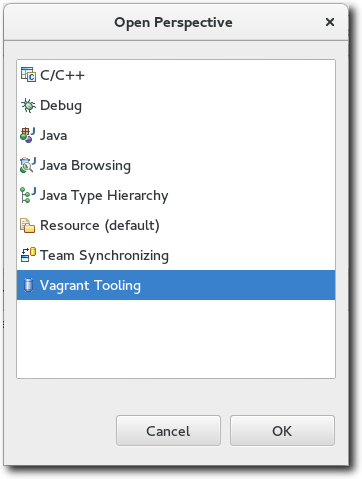 Open Perspective
C/C++
Debug
Java
Java Browsing
Java Type Hierarchy
Resource (default)
Team Synchronizing
Vagrant Tooling
Cancel OK